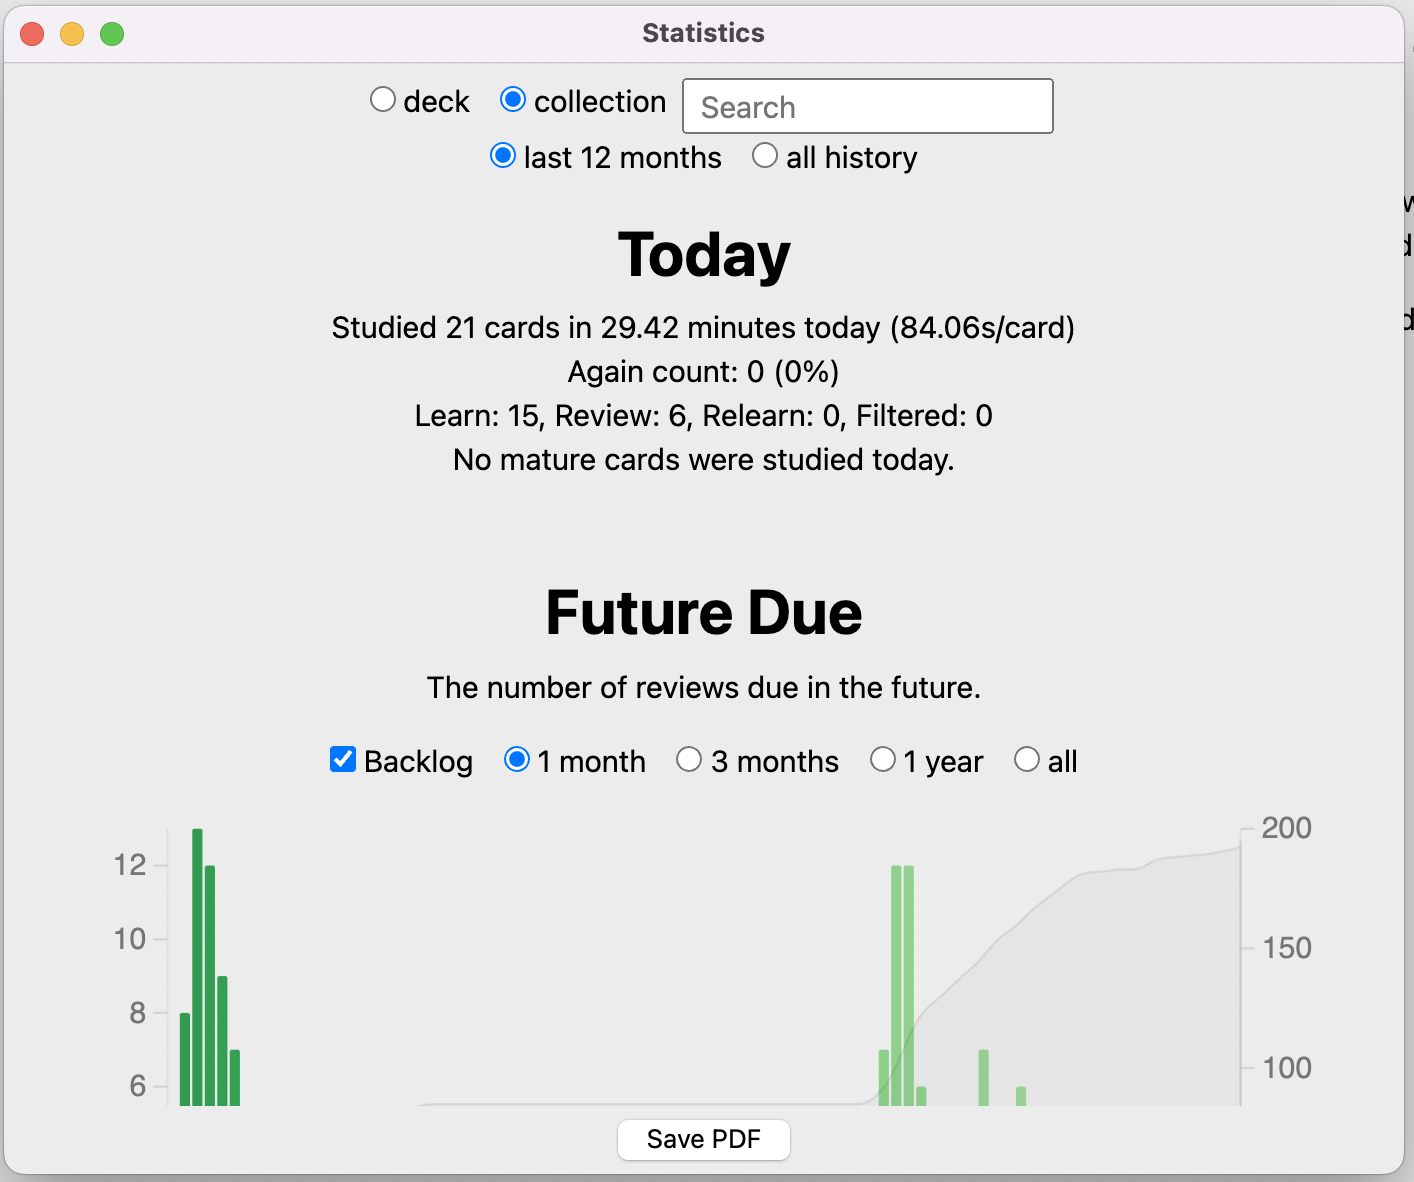 Statistics
deck collection Search
last 12 months all history
Today
Studied 21 cards in 29.42 minutes today (84.06s/card)
Again count: 0 (0%)
Learn: 15, Review: 6, Relearn: 0, Filtered: 0
No mature cards were studied today.
Future Due
The number of reviews due in the future.
Backlog 1 month 3 months 1 year all
12
10
8
6
200
150
100
Save PDF